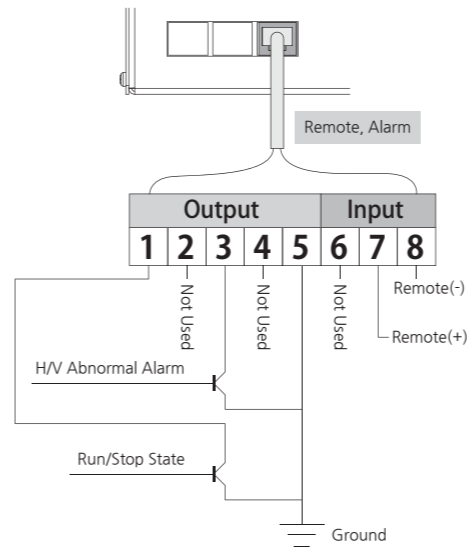 Remote, Alarm
Output Input
1 2 3 4 5 6 7 8
Not Used
Not Used
Not Used
Remote(-)
Remote(+)
H/V Abnormal Alarm
Run/Stop State
Ground